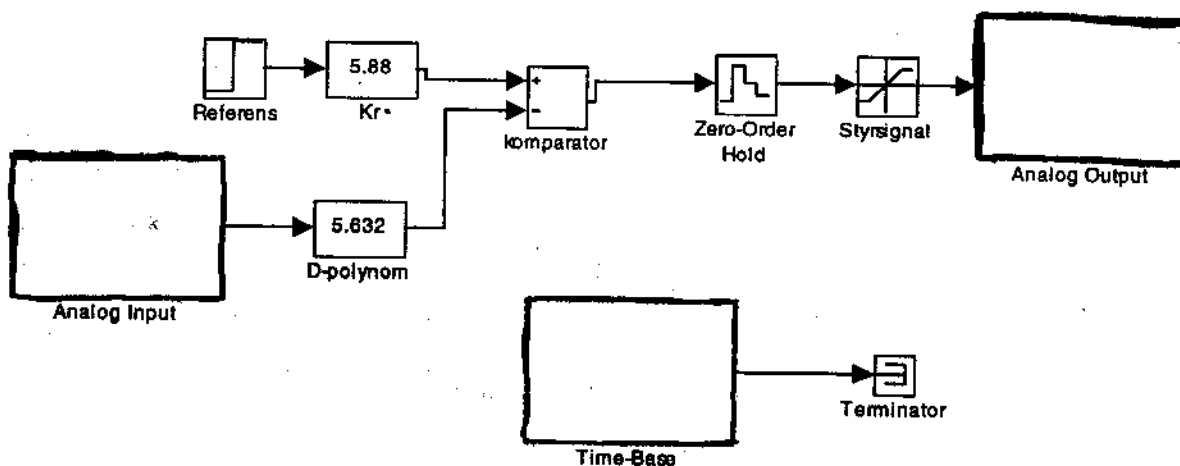 5.88
Referens
Kr
komparator
Zero-Order
Hold
Styrsignal
Analog Output
5.632
D-polynom
Analog Input
Terminator
Time-Base